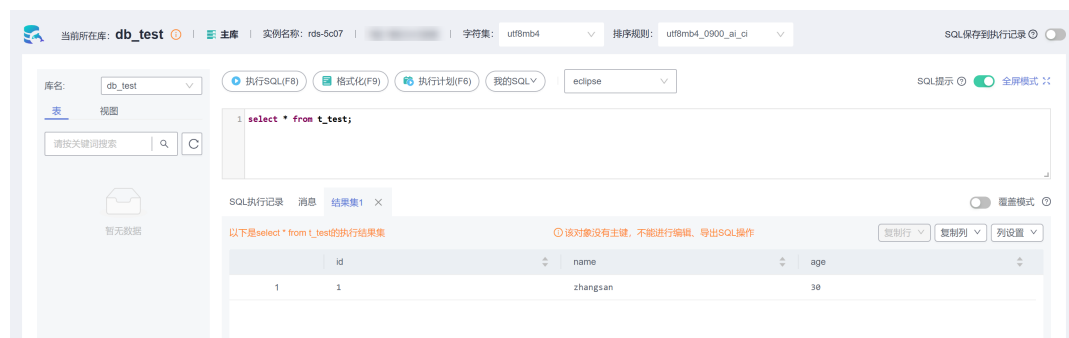 当前所在库: db_test 主库 实例名称: rds-5c07 字符集: utf8mb4 排序规则: utf8mb4_0900_ai_ci SQL保存到执行记录
库名: db_test
执行SQL(F8) 格式化(F9) 执行计划(F6) 我的SQL eclipse SQL提示 全屏模式
表 视图
请按关键词搜索
暂无数据
1 select * from t_test;
SQL执行记录 消息 结果集1 覆盖模式
以下是select * from t_test的执行结果集 该对象没有主键，不能进行编辑、导出SQL操作 复制行 复制列 列设置
id name age
1 1 zhangsan 30